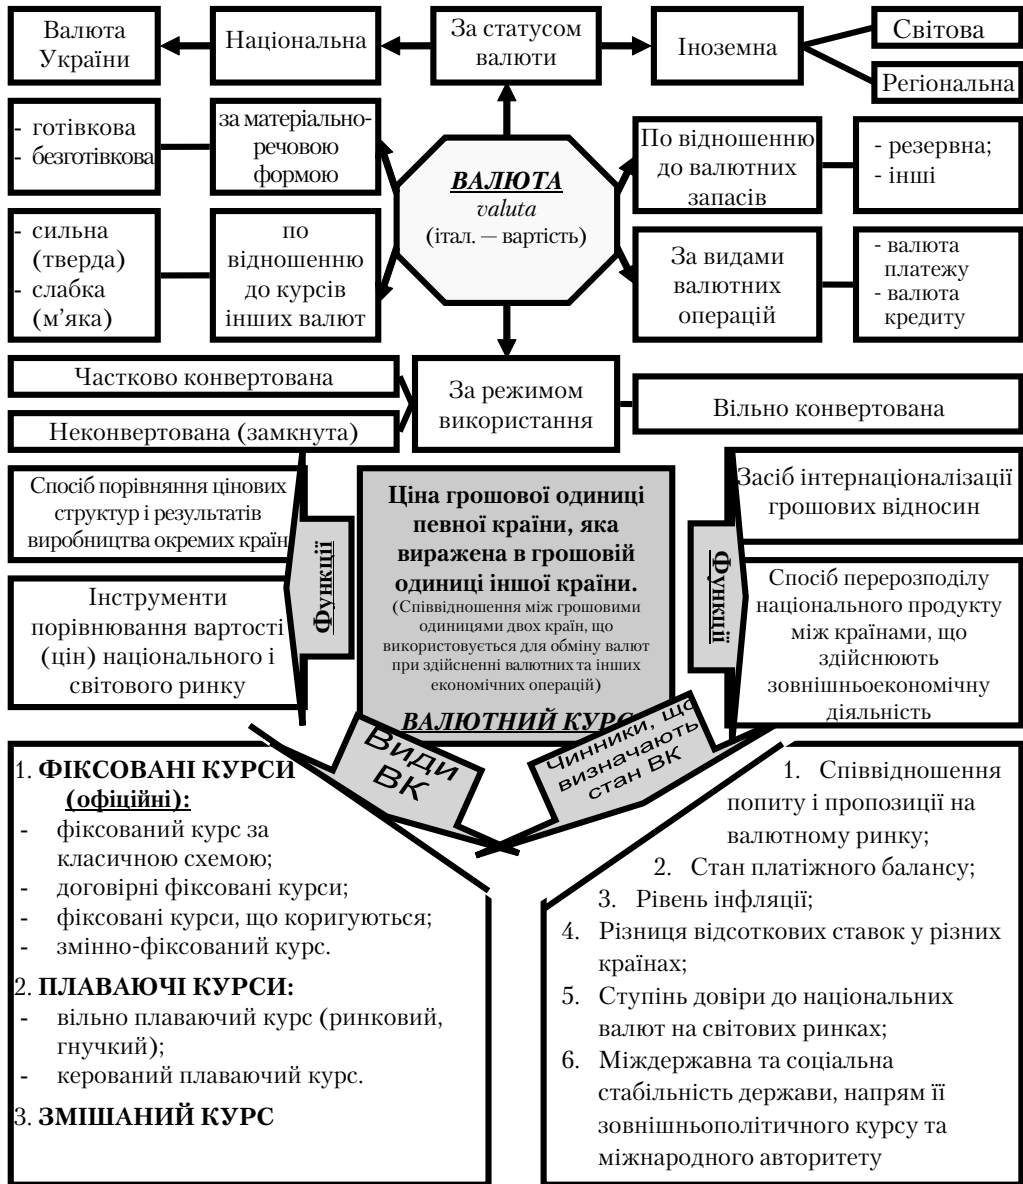 Валюта
України
Національна
За статусом
валюти
Іноземна
Світова
Регіональна
- готівкова
- безготівкова
за матеріально-
речовою
формою
ВАЛЮТА
valuta
(італ. — вартість)
По відношенню
до валютних
запасів
- резервна;
- інші
- сильна
(тверда)
- слабка
(м’яка)
по
відношенню
до курсів
інших валют
За видами
валютних
операцій
- валюта
платежу
- валюта
кредиту
Частково конвертована
Неконвертована (замкнута)
За режимом
використання
Вільно конвертована
Спосіб порівняння цінових
структур і результатів
виробництва окремих країн
Інструменти
порівнювання вартості
(цін) національного і
світового ринку
Функції
Ціна грошової одиниці
певної країни, яка
виражена в грошовій
одиниці іншої країни.
(Співвідношення між грошовими
одиницями двох країн, що
використовується для обміну валют
при здійсненні валютних та інших
економічних операцій)
ВАЛЮТНИЙ КУРС
Функції
Засіб інтернаціоналізації
грошових відносин
Спосіб перерозподілу
національного продукту
між країнами, що
здійснюють
зовнішньоекономічну
діяльність
Види
ВК
Чинники, що
визначають
стан ВК
1. ФІКСОВАНІ КУРСИ
(офіційні):
- фіксований курс за
класичною схемою;
- договірні фіксовані курси;
- фіксовані курси, що коригуються;
- змінно-фіксований курс.
2. ПЛАВАЮЧІ КУРСИ:
- вільно плаваючий курс (ринковий,
гнучкий);
- керований плаваючий курс.
3. ЗМІШАНИЙ КУРС
1. Співвідношення
попиту і пропозиції на
валютному ринку;
2. Стан платіжного балансу;
3. Рівень інфляції;
4. Різниця відсоткових ставок у різних
країнах;
5. Ступінь довіри до національних
валют на світових ринках;
6. Міждержавна та соціальна
стабільність держави, напрям її
зовнішньополітичного курсу та
міжнародного авторитету